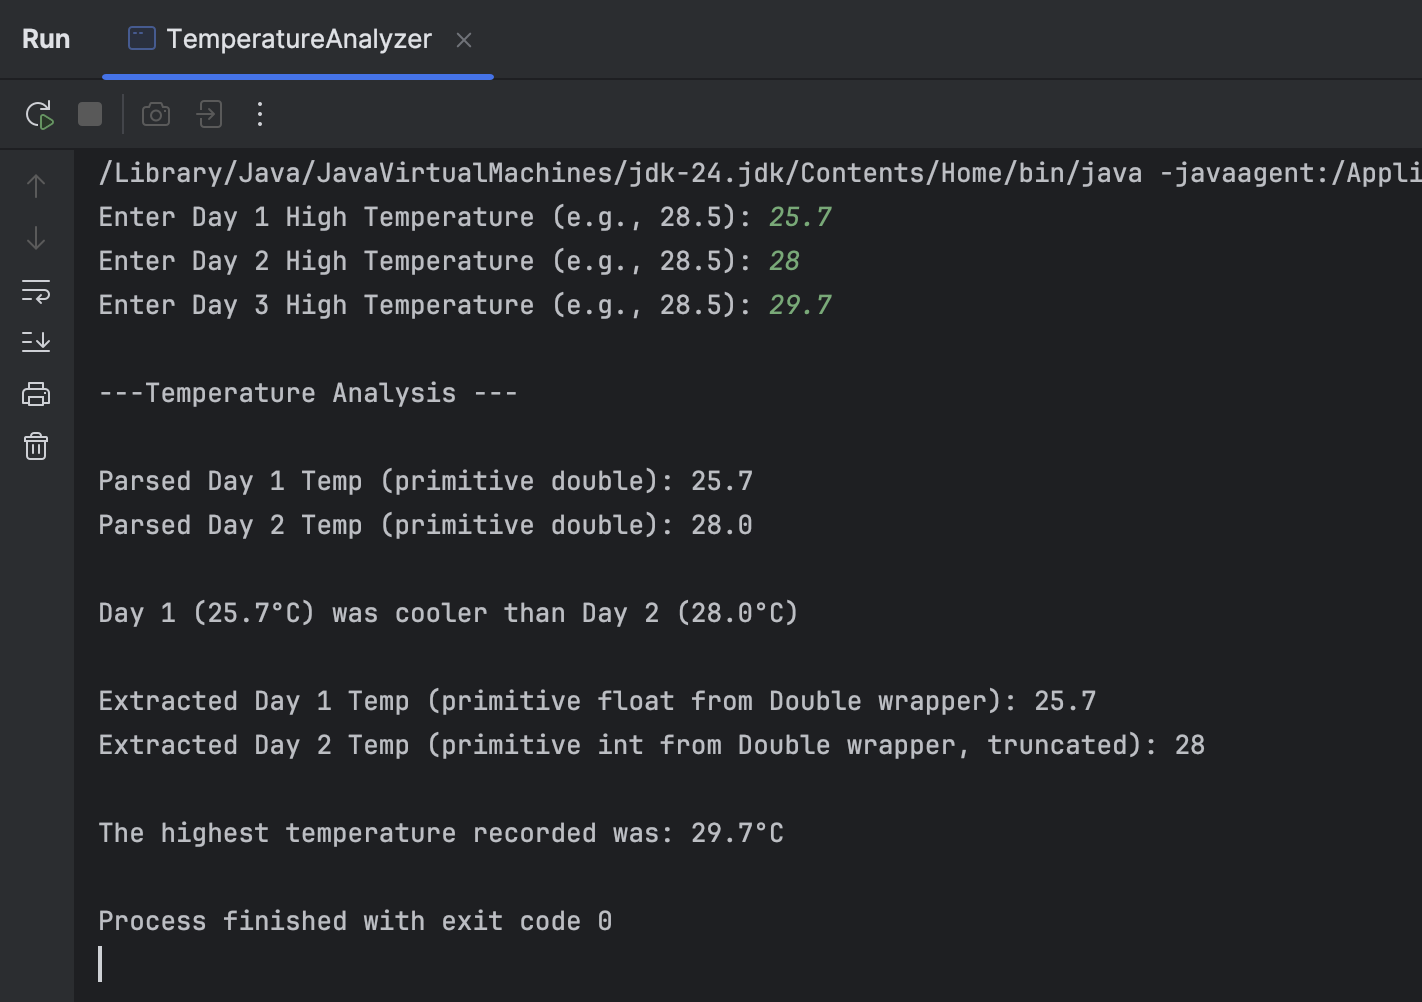 Run TemperatureAnalyzer
/Library/Java/JavaVirtualMachines/jdk-24.jdk/Contents/Home/bin/java -javaagent:/Appli
Enter Day 1 High Temperature (e.g., 28.5): 25.7
Enter Day 2 High Temperature (e.g., 28.5): 28
Enter Day 3 High Temperature (e.g., 28.5): 29.7
---Temperature Analysis ---
Parsed Day 1 Temp (primitive double): 25.7
Parsed Day 2 Temp (primitive double): 28.0
Day 1 (25.7°C) was cooler than Day 2 (28.0°C)
Extracted Day 1 Temp (primitive float from Double wrapper): 25.7
Extracted Day 2 Temp (primitive int from Double wrapper, truncated): 28
The highest temperature recorded was: 29.7°C
Process finished with exit code 0